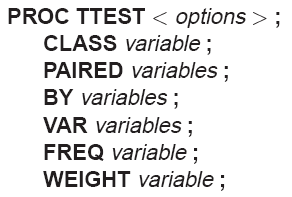 PROC TTEST < options > ;
CLASS variable ;
PAIRED variables ;
BY variables ;
VAR variables ;
FREQ variable ;
WEIGHT variable ;